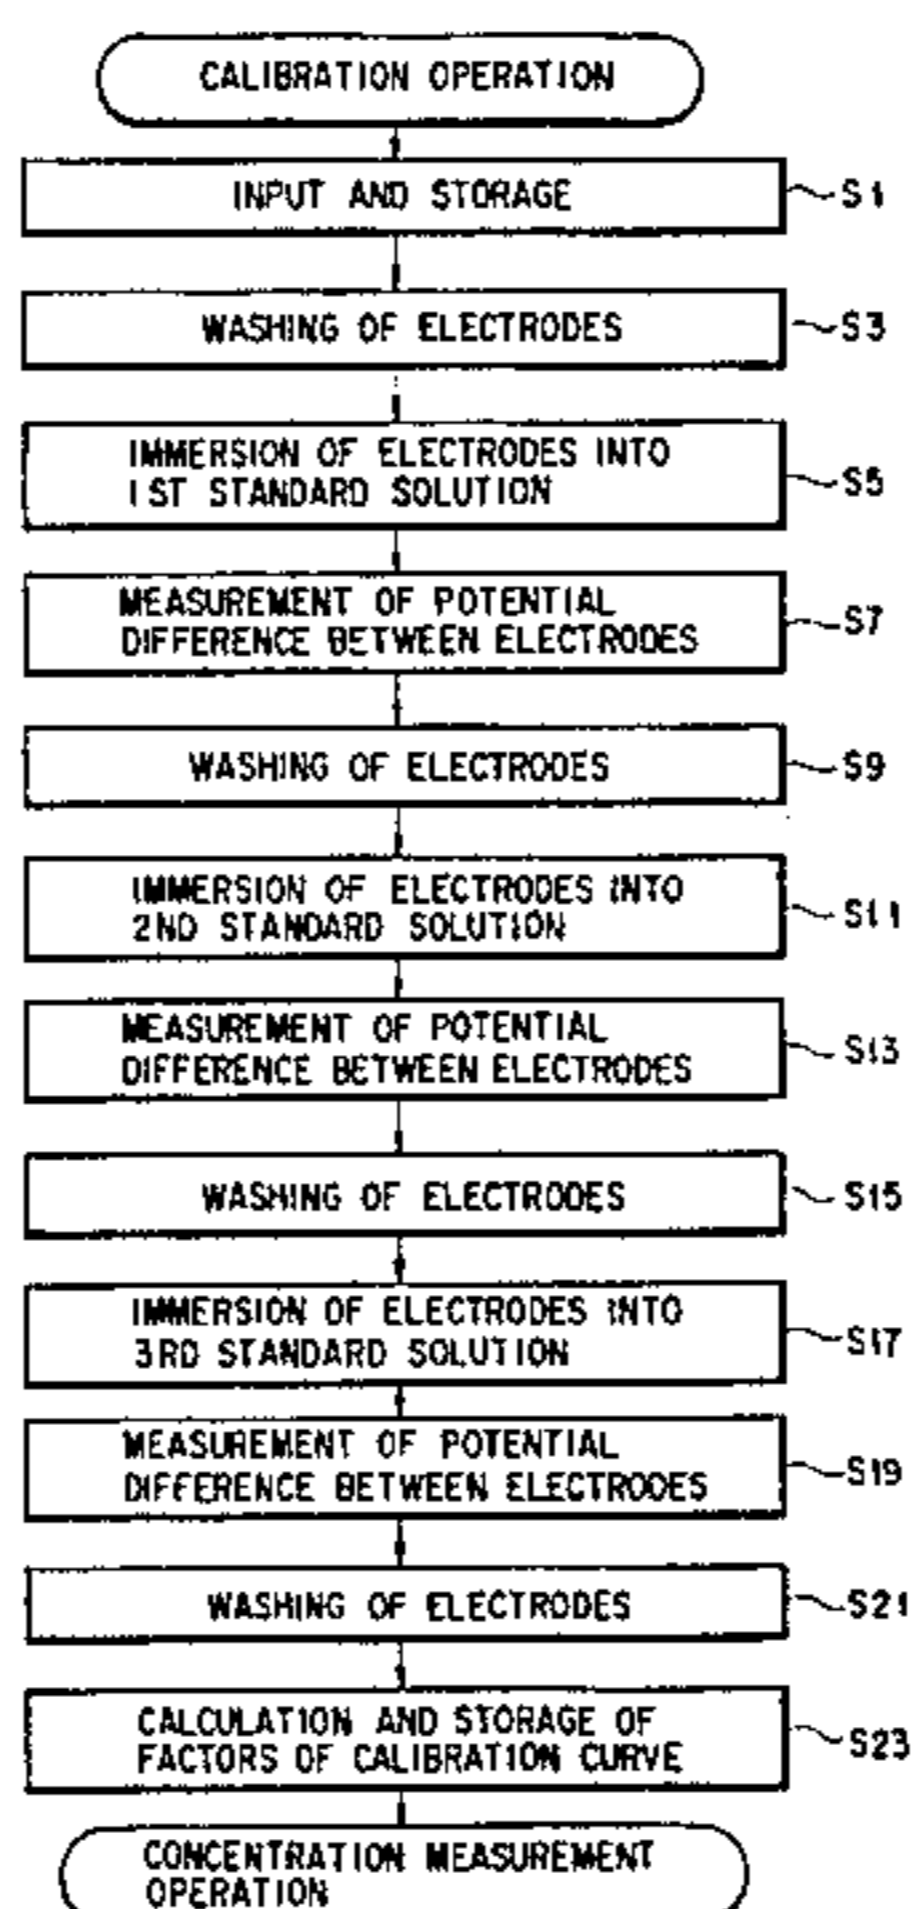 CALIBRATION OPERATION
INPUT AND STORAGE
S1
WASHING OF ELECTRODES
S3
IMMERSION OF ELECTRODES INTO
1ST STANDARD SOLUTION
S5
MEASUREMENT OF POTENTIAL
DIFFERENCE BETWEEN ELECTRODES
S7
WASHING OF ELECTRODES
S9
IMMERSION OF ELECTRODES INTO
2ND STANDARD SOLUTION
S11
MEASUREMENT OF POTENTIAL
DIFFERENCE BETWEEN ELECTRODES
S13
WASHING OF ELECTRODES
S15
IMMERSION OF ELECTRODES INTO
3RD STANDARD SOLUTION
S17
MEASUREMENT OF POTENTIAL
DIFFERENCE BETWEEN ELECTRODES
S19
WASHING OF ELECTRODES
S21
CALCULATION AND STORAGE OF
FACTORS OF CALIBRATION CURVE
S23
CONCENTRATION MEASUREMENT
OPERATION